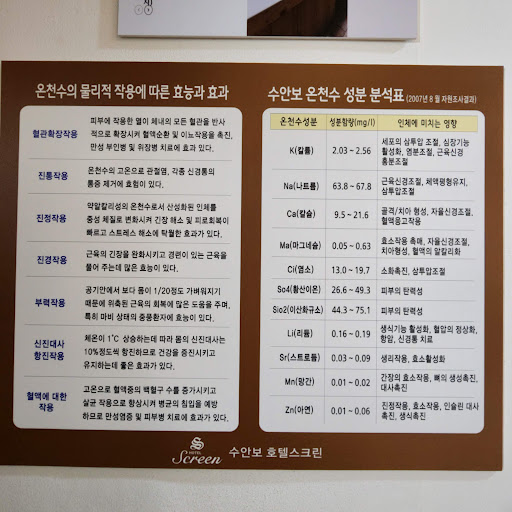 온천수의 물리적 작용에 따른 효능과 효과
혈관확장작용
피부에 작용한 열이 체내의 모든 혈관을 반사
적으로 확장시켜 혈액순환 및 이뇨작용을 촉진,
만성 부인병 및 위장병 치료에 효과가 있다.
진통작용
온천수의 고온으로 관절염, 각종 신경통의
통증 제거에 효험이 있다.
진정작용
약알칼리성의 온천수로서 산성화된 인체를
중성 체질로 변화시켜 긴장 해소 및 피로회복이
빠르고 스트레스 해소에 탁월한 효과가 있다.
진경작용
근육의 긴장을 완화시키고 경련이 있는 근육을
풀어 주는데 많은 효능이 있다.
부력작용
공기안에서 보다 몸이 1/20정도 가벼워지기
때문에 위축된 근육의 회복에 많은 도움을 주며,
특히 마비 상태의 중풍환자에 효능이 있다.
신진대사
항진작용
체온이 1℃ 상승하는데 따라 몸의 신진대사는
10%정도씩 항진하므로 건강을 증진시키고
유지하는데 좋은 효과가 있다.
혈액에 대한
작용
고온으로 혈액중의 백혈구 수를 증가시키고
살균 작용으로 항상시켜 병균의 침입을 예방
하므로 만성염증 및 피부병 치료에 효과가 있다.
수안보 온천수 성분 분석표 (2007년 8 월 자원조사결과)
온천수성분 성분함량(mg/l) 인체에 미치는 영향
K(칼륨) 2.03 ~ 2.56 세포의 삼투압 조절, 심장기능
활성화, 염분조절, 근육신경
흥분조절
Na(나트륨) 63.8 ~ 67.8 근육신경조절, 체액평형유지,
삼투압조절
Ca(칼슘) 9.5 ~ 21.6 골격/치아 형성, 자율신경조절,
혈액응고작용
Ma(마그네슘) 0.05 ~ 0.63 효소작용 촉매, 자율신경조절,
치아형성, 혈액의 알칼리화
Ci(염소) 13.0 ~ 19.7 소화촉진, 삼투압조절
So4(황산이온) 26.6 ~ 49.3 피부의 탄력성
Sio2(이산화규소) 44.3 ~ 75.1 피부의 탄력성
Li(리튬) 0.16 ~ 0.19 생식기능 활성화, 혈압의 정상화,
항암, 신경통 치료
Sr(스트로튬) 0.03 ~ 0.09 생리작용, 효소활성화
Mn(망간) 0.01 ~ 0.02 간장의 효소작용, 뼈의 생성촉진,
대사촉진
Zn(아연) 0.01 ~ 0.06 진정작용, 효소작용, 인슐린 대사
촉진, 생식촉진
HOTEL
Screen 수안보 호텔스크린